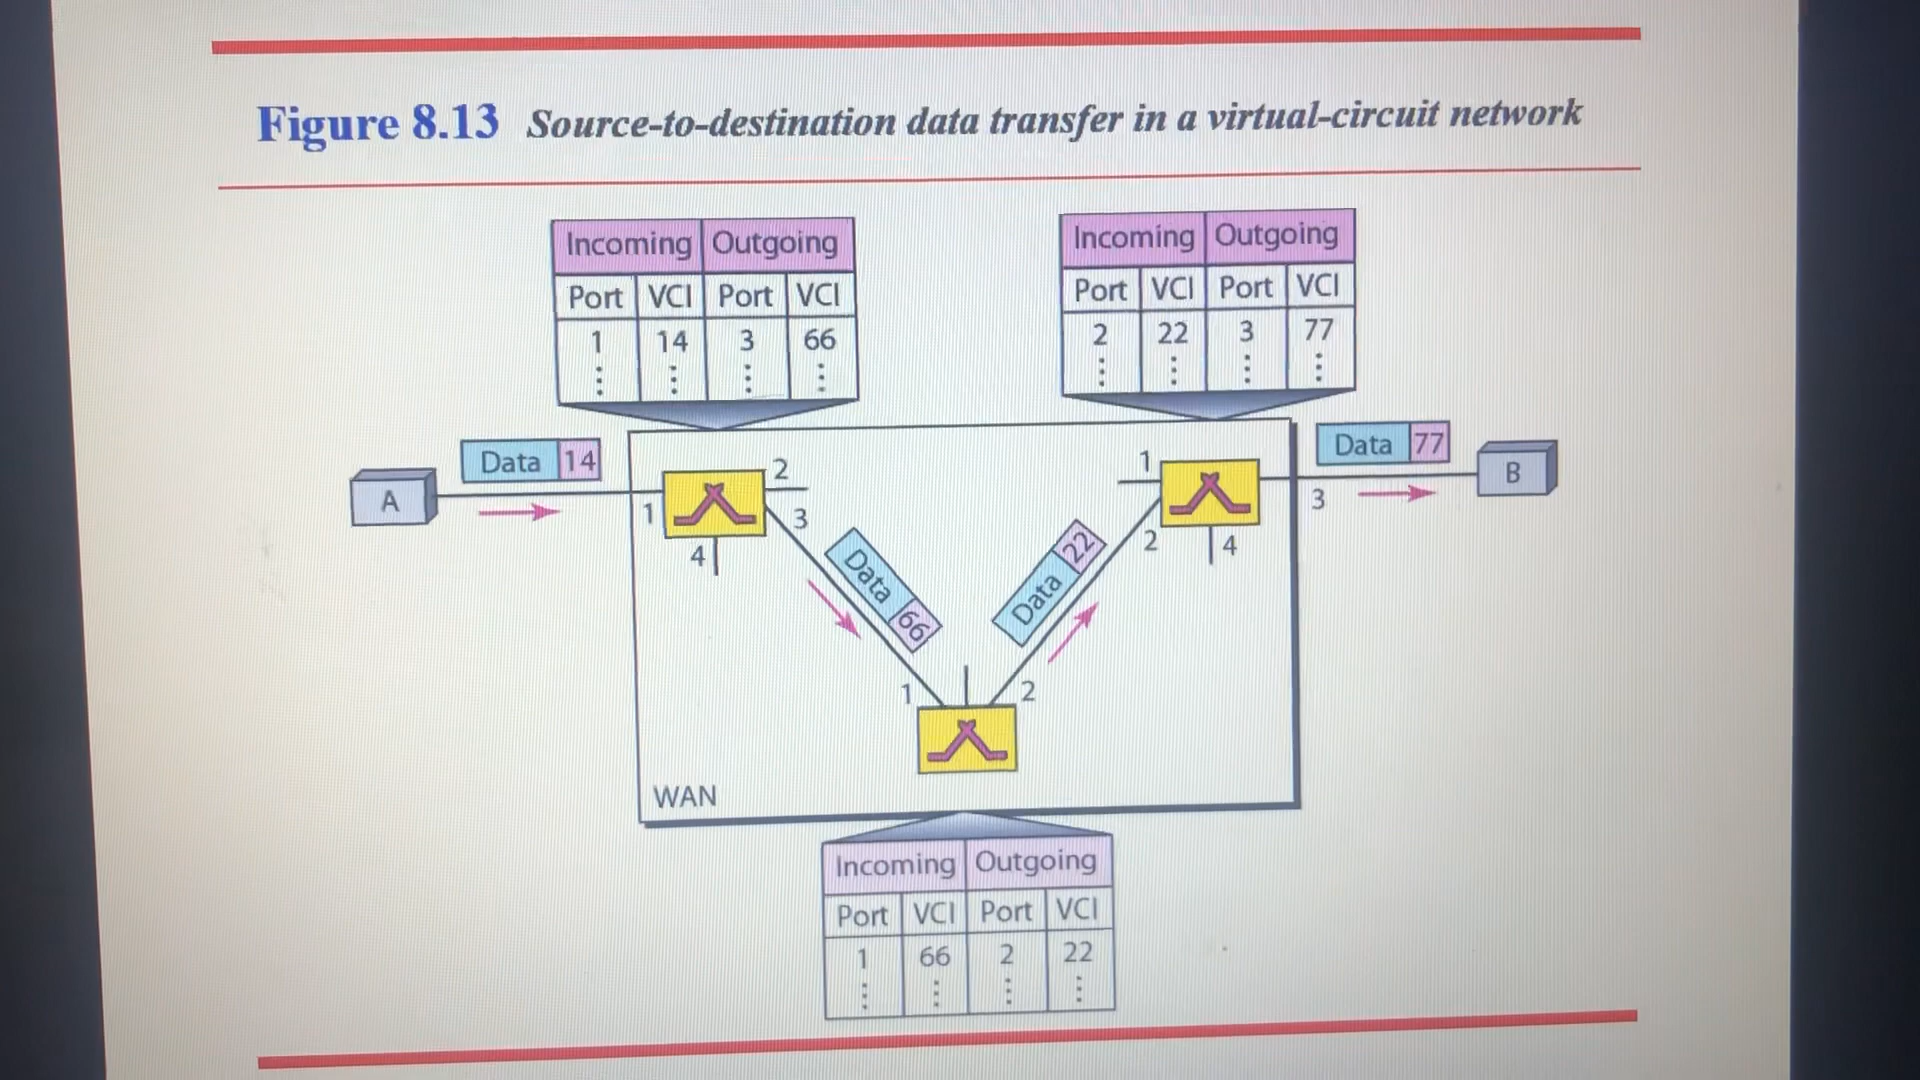 Figure 8.13 Source-to-destination data transfer in a virtual-circuit network
Incoming Outgoing
Port VCI Port VCI
1 14 3 66
⋮ ⋮ ⋮ ⋮
Incoming Outgoing
Port VCI Port VCI
2 22 3 77
⋮ ⋮ ⋮ ⋮
A
Data 14
1
2
3
4
Data 66
1
2
Data 22
1
2
4
3
Data 77
B
WAN
Incoming Outgoing
Port VCI Port VCI
1 66 2 22
⋮ ⋮ ⋮ ⋮